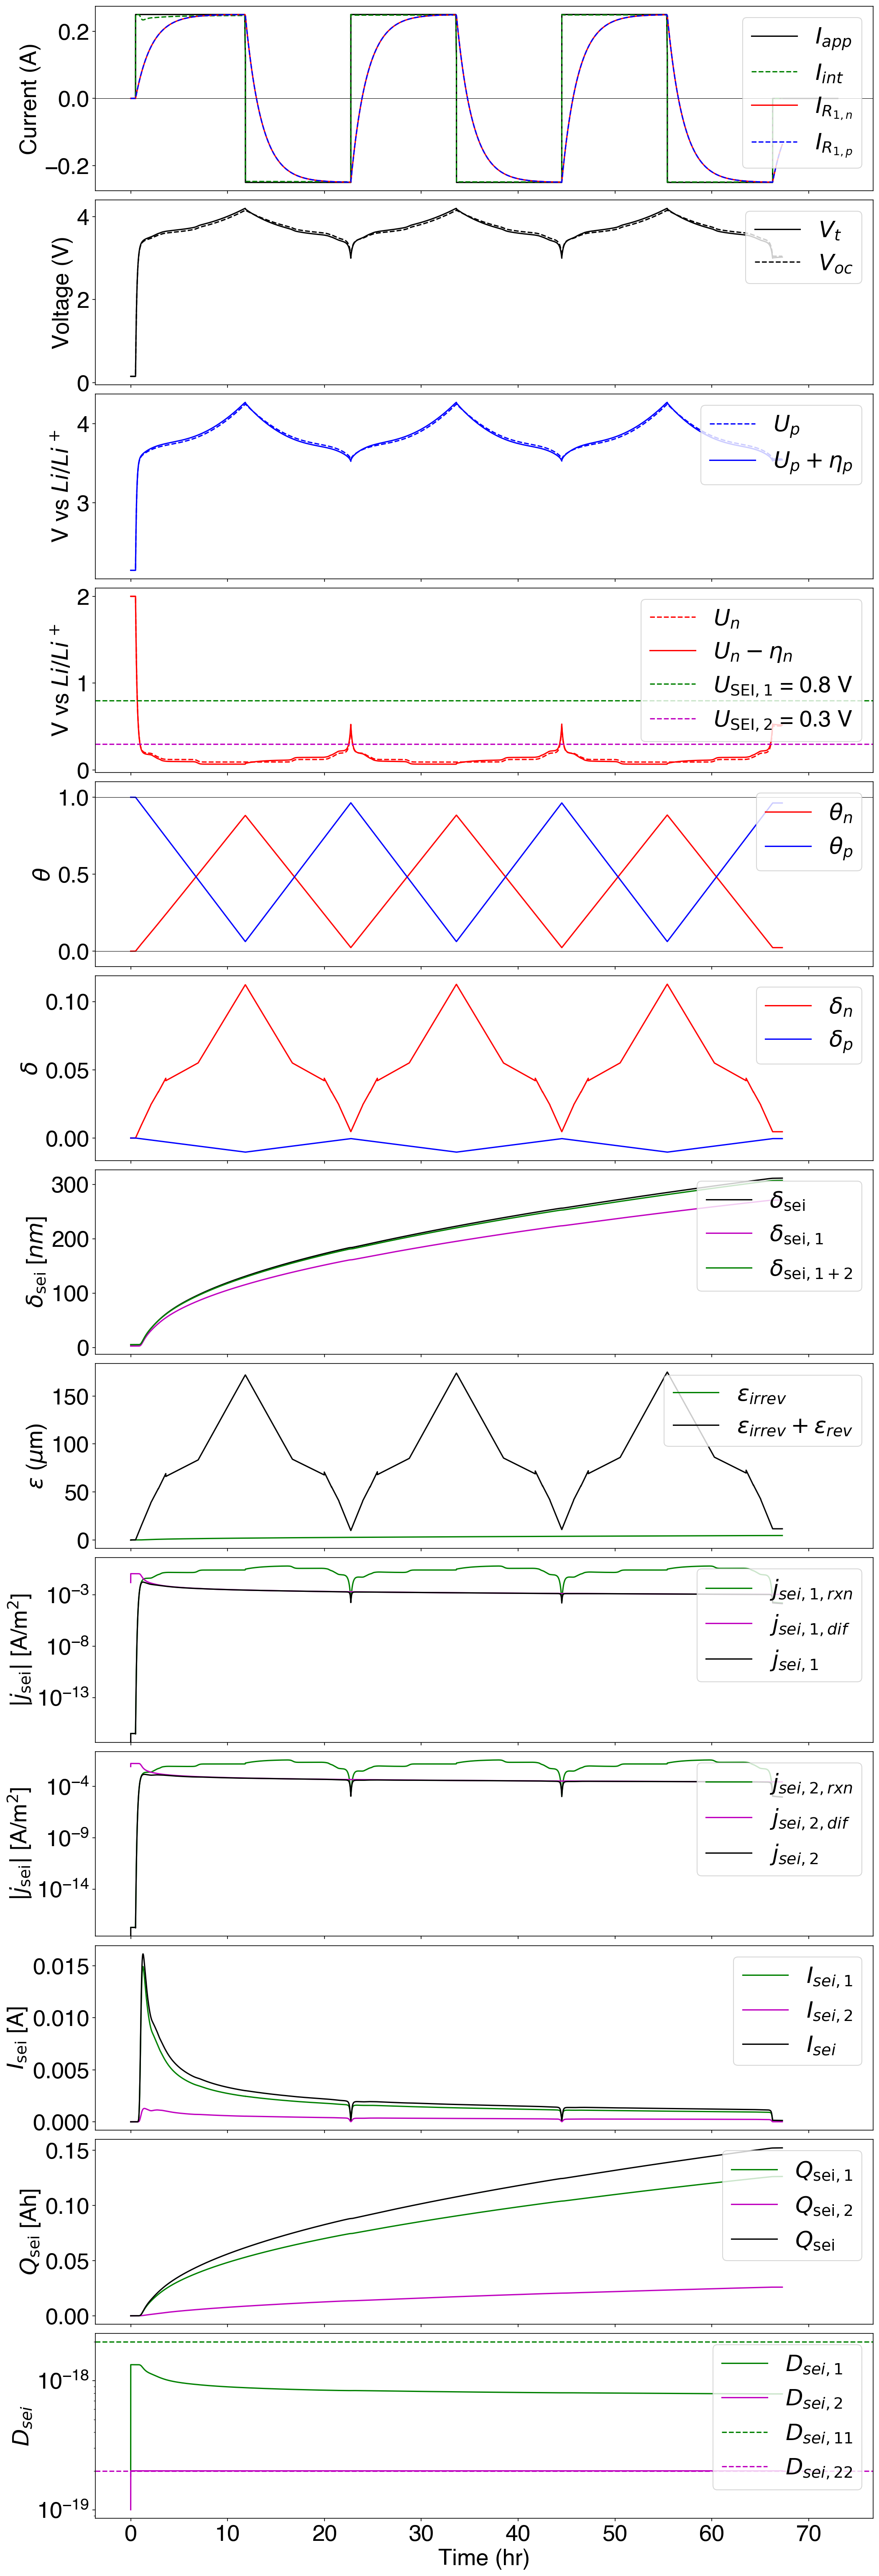 Current (A)
0.2
0.0
−0.2
I_app
I_int
I_{R_{1,n}}
I_{R_{1,p}}
Voltage (V)
4
2
0
V_t
V_oc
V vs Li/Li⁺
4
3
U_p
U_p + η_p
V vs Li/Li⁺
2
1
0
U_n
U_n − η_n
U_SEI,1 = 0.8 V
U_SEI,2 = 0.3 V
θ
1.0
0.5
0.0
θ_n
θ_p
δ
0.10
0.05
0.00
δ_n
δ_p
δ_sei [nm]
300
200
100
0
δ_sei
δ_sei,1
δ_sei,1+2
ε (μm)
150
100
50
0
ε_irrev
ε_irrev + ε_rev
|j_sei| [A/m²]
10⁻³
10⁻⁸
10⁻¹³
j_sei,1,rxn
j_sei,1,dif
j_sei,1
|j_sei| [A/m²]
10⁻⁴
10⁻⁹
10⁻¹⁴
j_sei,2,rxn
j_sei,2,dif
j_sei,2
I_sei [A]
0.015
0.010
0.005
0.000
I_sei,1
I_sei,2
I_sei
Q_sei [Ah]
0.15
0.10
0.05
0.00
Q_sei,1
Q_sei,2
Q_sei
D_sei
10⁻¹⁸
10⁻¹⁹
D_sei,1
D_sei,2
D_sei,11
D_sei,22
0 10 20 30 40 50 60 70
Time (hr)